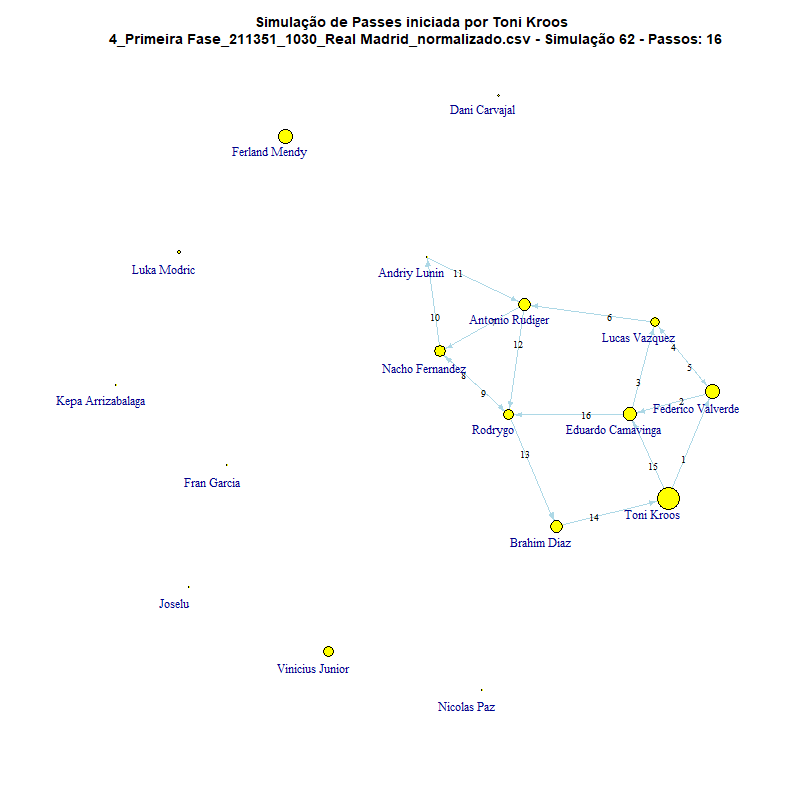 Simulação de Passes iniciada por Toni Kroos
4_Primeira Fase_211351_1030_Real Madrid_normalizado.csv - Simulação 62 - Passos: 16
Dani Carvajal
Ferland Mendy
Luka Modric
Andriy Lunin
11
10
Antonio Rudiger
6
Lucas Vazquez
12
4
Nacho Fernandez
8
5
3
9
Kepa Arrizabalaga
2
Federico Valverde
16
Rodrygo
Eduardo Camavinga
13
1
15
Fran Garcia
14
Toni Kroos
Brahim Diaz
Joselu
Vinicius Junior
Nicolas Paz